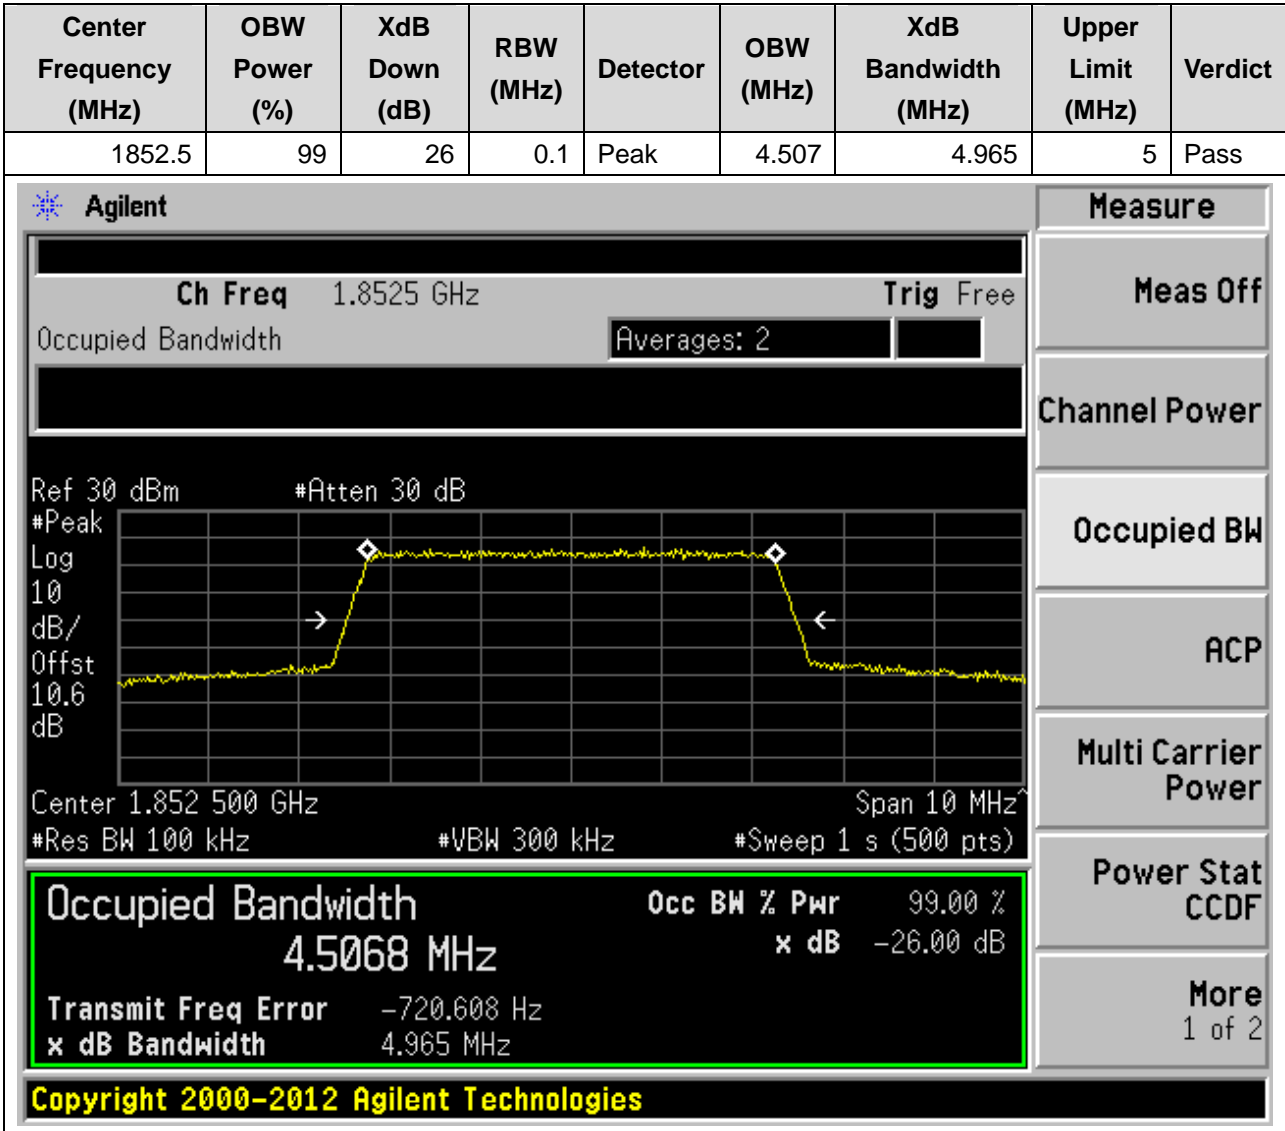 Center Frequency (MHz) OBW Power (%) XdB Down (dB) RBW (MHz) Detector OBW (MHz) XdB Bandwidth (MHz) Upper Limit (MHz) Verdict
1852.5 99 26 0.1 Peak 4.507 4.965 5 Pass
Agilent
Measure
Ch Freq 1.8525 GHz Trig Free
Meas Off
Occupied Bandwidth Averages: 2
Channel Power
Ref 30 dBm #Atten 30 dB
#Peak
Log
10
dB/
Offst
10.6
dB
Occupied BW
ACP
Multi Carrier
Power
Center 1.852 500 GHz Span 10 MHz^
#Res BW 100 kHz #VBW 300 kHz #Sweep 1 s (500 pts)
Power Stat
CCDF
Occupied Bandwidth Occ BW % Pwr 99.00 %
4.5068 MHz x dB -26.00 dB
Transmit Freq Error -720.608 Hz
x dB Bandwidth 4.965 MHz
More
1 of 2
Copyright 2000-2012 Agilent Technologies